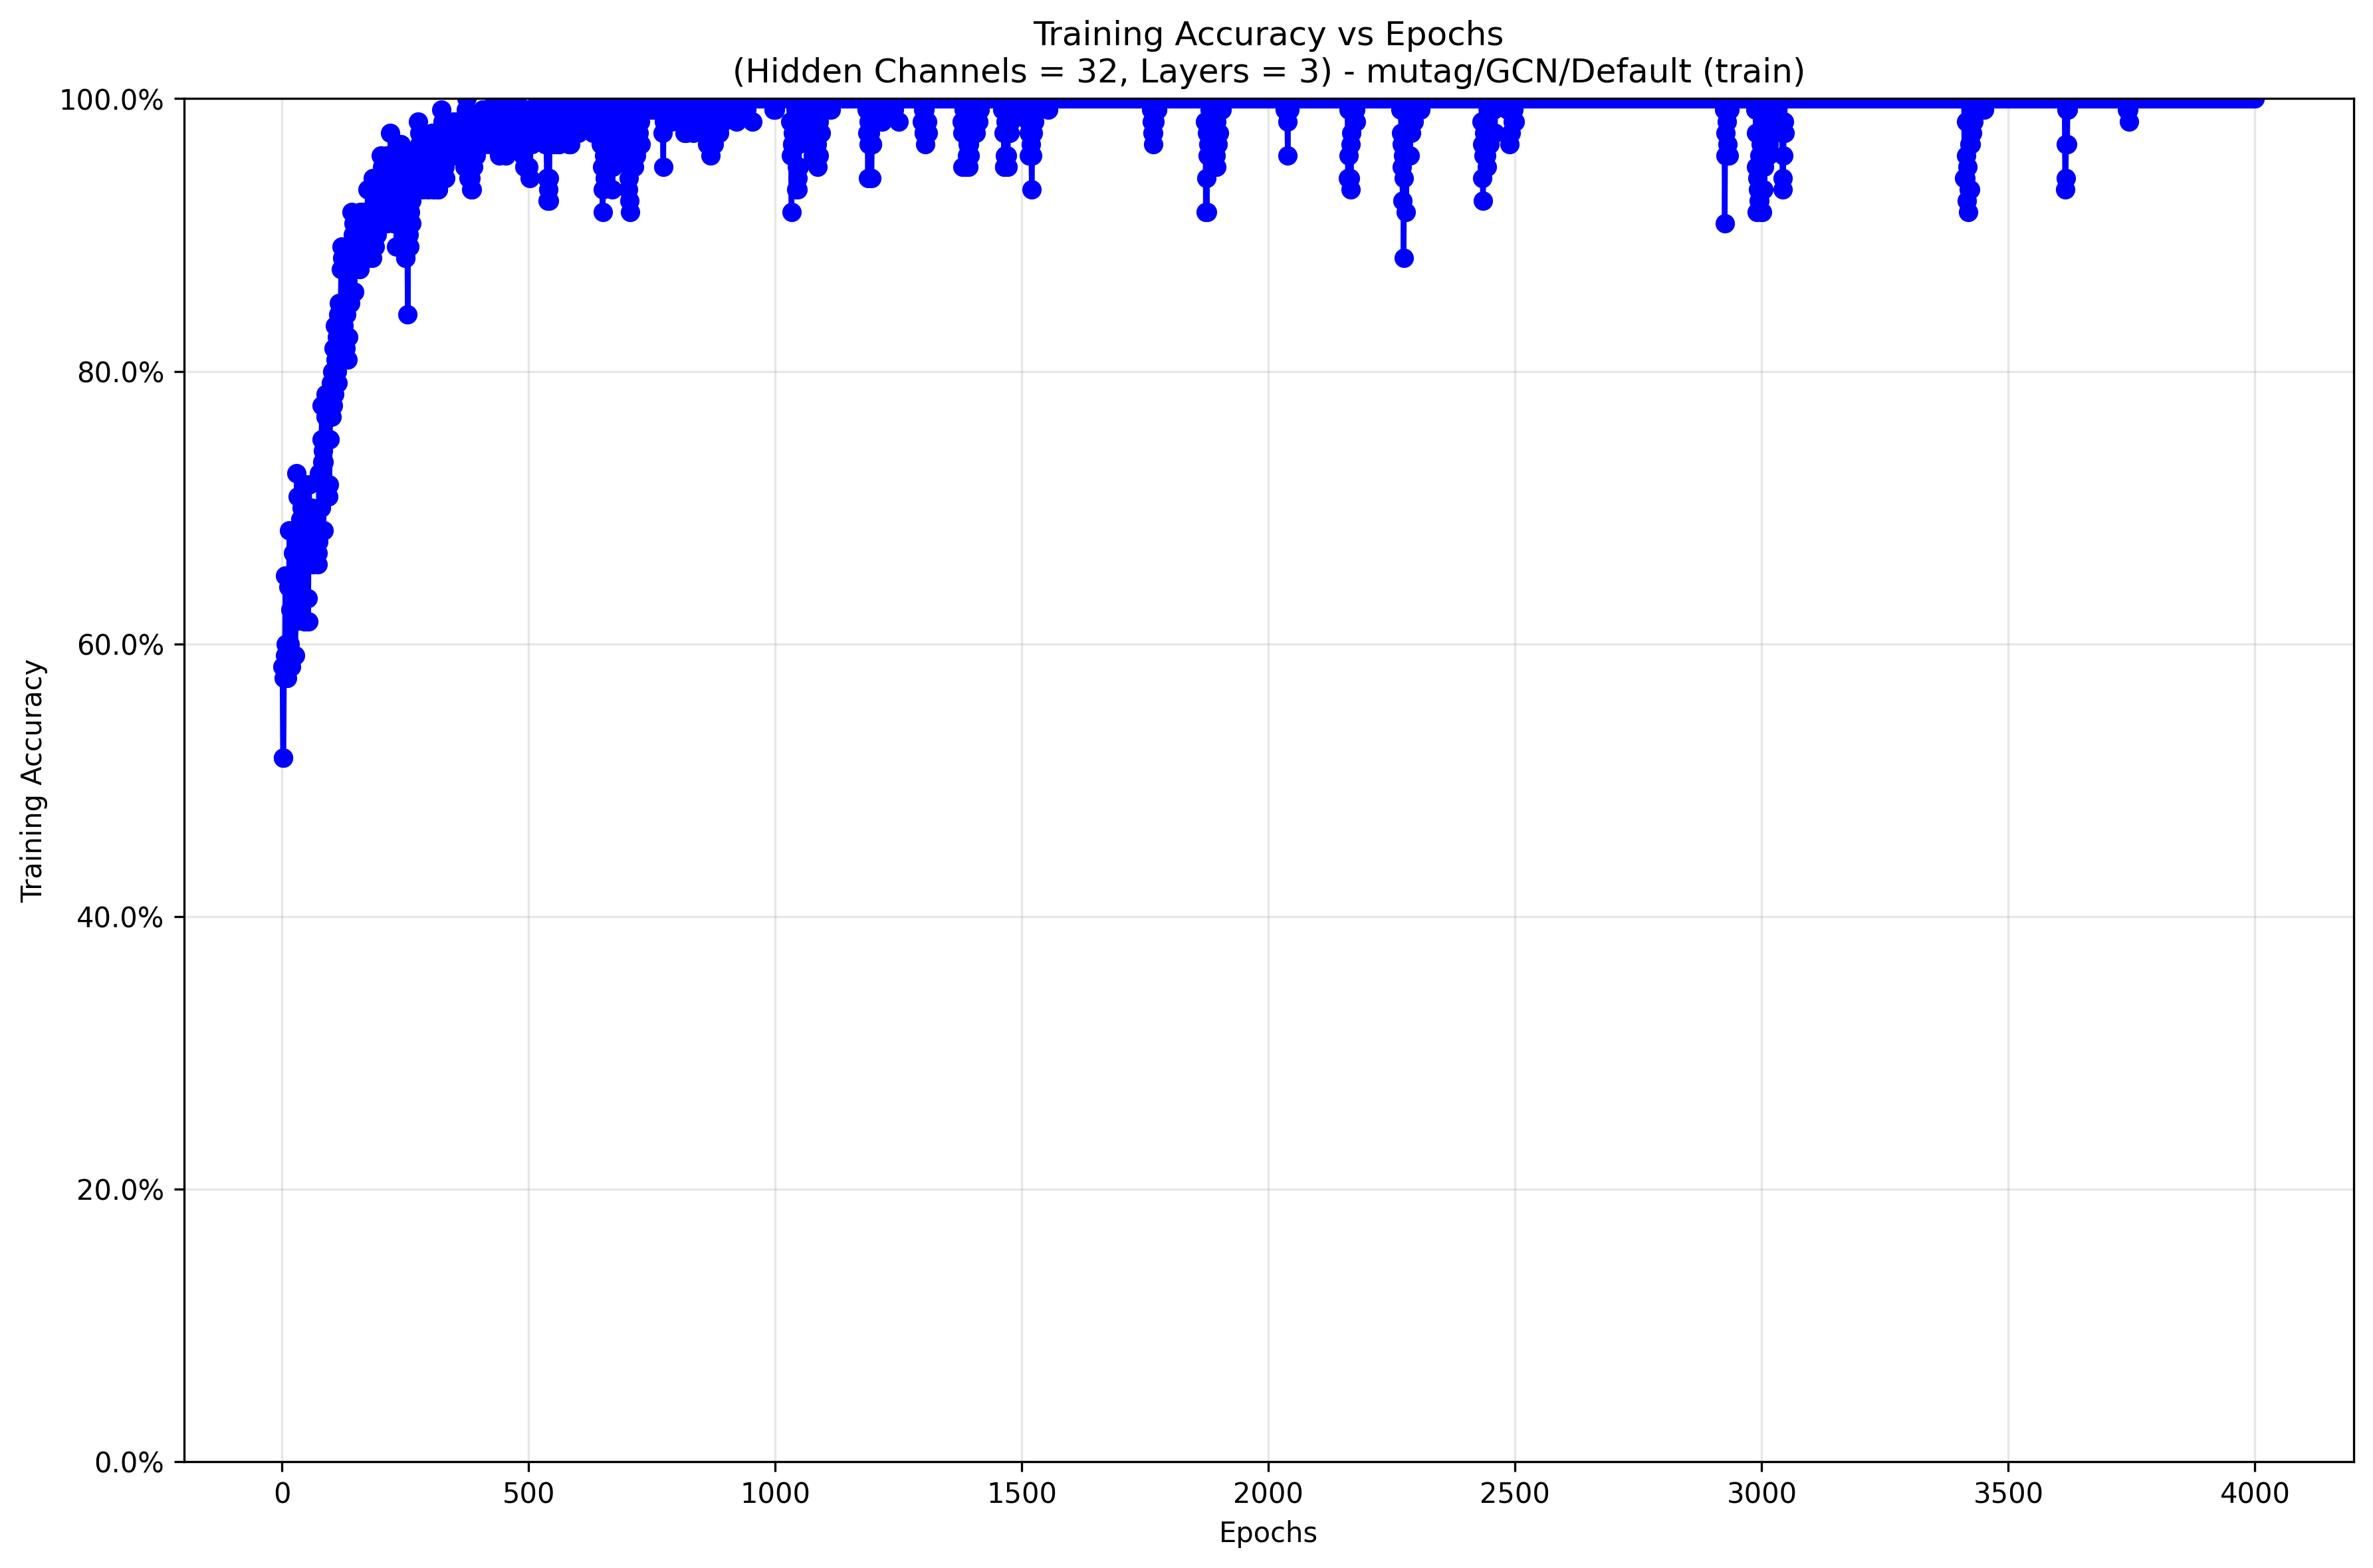 Training Accuracy vs Epochs
(Hidden Channels = 32, Layers = 3) - mutag/GCN/Default (train)
100.0%
80.0%
60.0%
40.0%
20.0%
0.0%
Training Accuracy
0 500 1000 1500 2000 2500 3000 3500 4000
Epochs